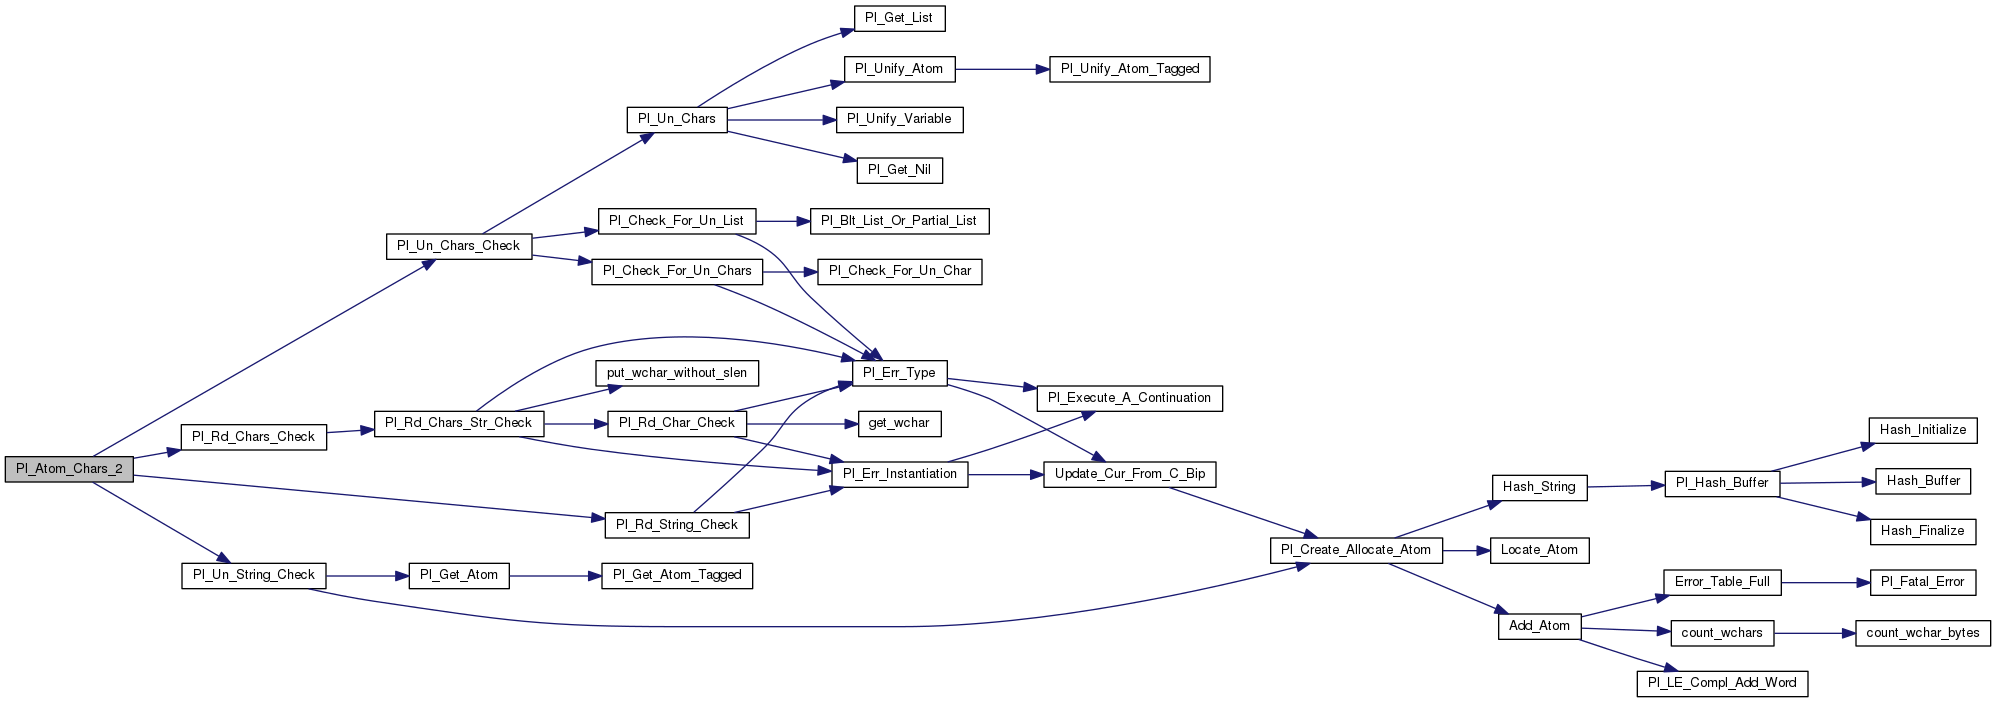 Pl_Get_List
Pl_Unify_Atom
Pl_Unify_Atom_Tagged
Pl_Un_Chars
Pl_Unify_Variable
Pl_Get_Nil
Pl_Check_For_Un_List
Pl_Blt_List_Or_Partial_List
Pl_Un_Chars_Check
Pl_Check_For_Un_Chars
Pl_Check_For_Un_Char
put_wchar_without_slen
Pl_Err_Type
Pl_Execute_A_Continuation
Pl_Rd_Chars_Check
Pl_Rd_Chars_Str_Check
Pl_Rd_Char_Check
get_wchar
Hash_Initialize
Pl_Atom_Chars_2
Pl_Err_Instantiation
Update_Cur_From_C_Bip
Hash_String
Pl_Hash_Buffer
Hash_Buffer
Pl_Rd_String_Check
Hash_Finalize
Pl_Create_Allocate_Atom
Locate_Atom
Pl_Un_String_Check
Pl_Get_Atom
Pl_Get_Atom_Tagged
Error_Table_Full
Pl_Fatal_Error
Add_Atom
count_wchars
count_wchar_bytes
Pl_LE_Compl_Add_Word